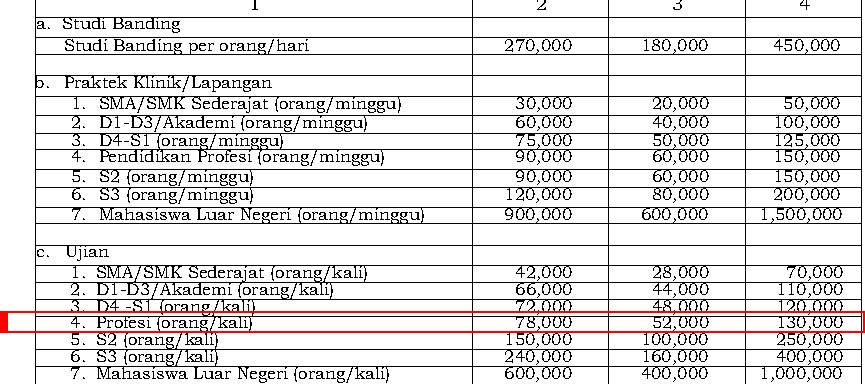 1 2 3 4
a. Studi Banding
Studi Banding per orang/hari 270,000 180,000 450,000
b. Praktek Klinik/Lapangan
1. SMA/SMK Sederajat (orang/minggu) 30,000 20,000 50,000
2. D1-D3/Akademi (orang/minggu) 60,000 40,000 100,000
3. D4-S1 (orang/minggu) 75,000 50,000 125,000
4. Pendidikan Profesi (orang/minggu) 90,000 60,000 150,000
5. S2 (orang/minggu) 90,000 60,000 150,000
6. S3 (orang/minggu) 120,000 80,000 200,000
7. Mahasiswa Luar Negeri (orang/minggu) 900,000 600,000 1,500,000
c. Ujian
1. SMA/SMK Sederajat (orang/kali) 42,000 28,000 70,000
2. D1-D3/Akademi (orang/kali) 66,000 44,000 110,000
3. D4 -S1 (orang/kali) 72,000 48,000 120,000
4. Profesi (orang/kali) 78,000 52,000 130,000
5. S2 (orang/kali) 150,000 100,000 250,000
6. S3 (orang/kali) 240,000 160,000 400,000
7. Mahasiswa Luar Negeri (orang/kali) 600,000 400,000 1,000,000